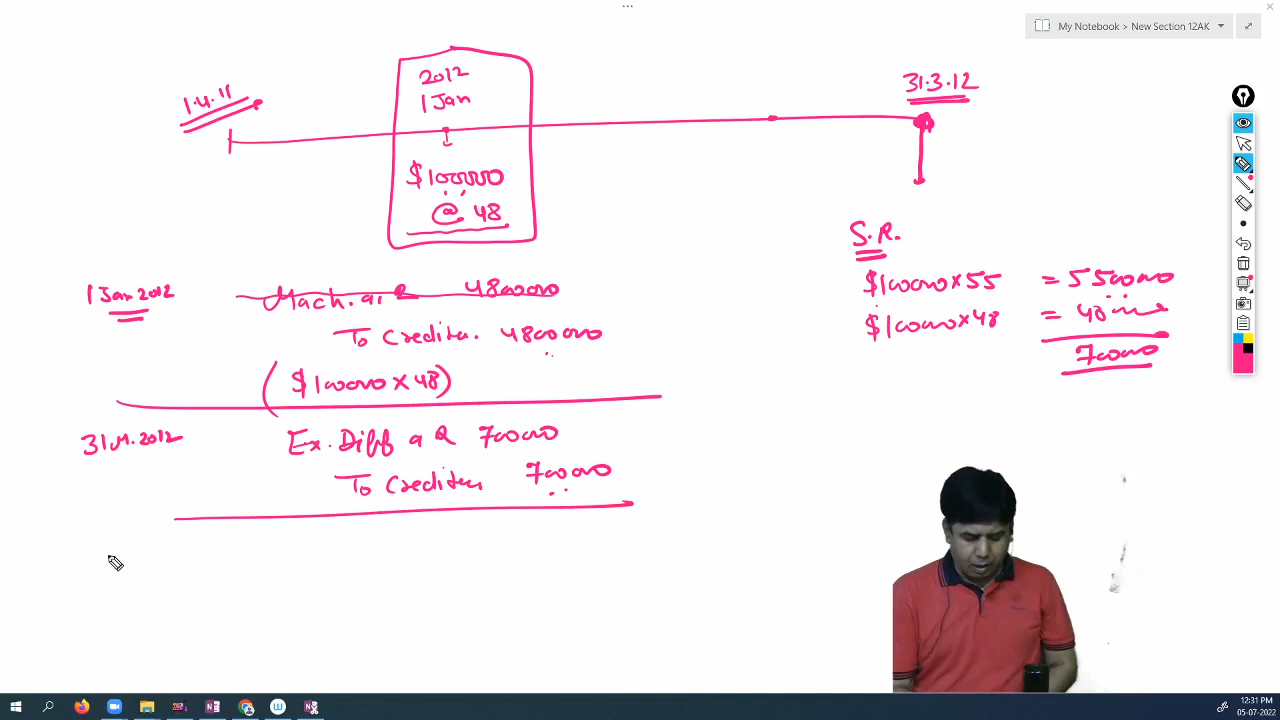 My Notebook > New Section 12AK
1.4.11
2012
1 Jan
$100000
@ 48
31.3.12
S.R.
$100000 x 55 = 5500000
$100000 x 48 = 48
700000
1 Jan 2012
Mach. a/c 4800000
To Creditor. 4800000
($100000 x 48)
31 M. 2012
Ex. Diff a 700000
To Creditor 700000
12:31 PM
05-07-2022